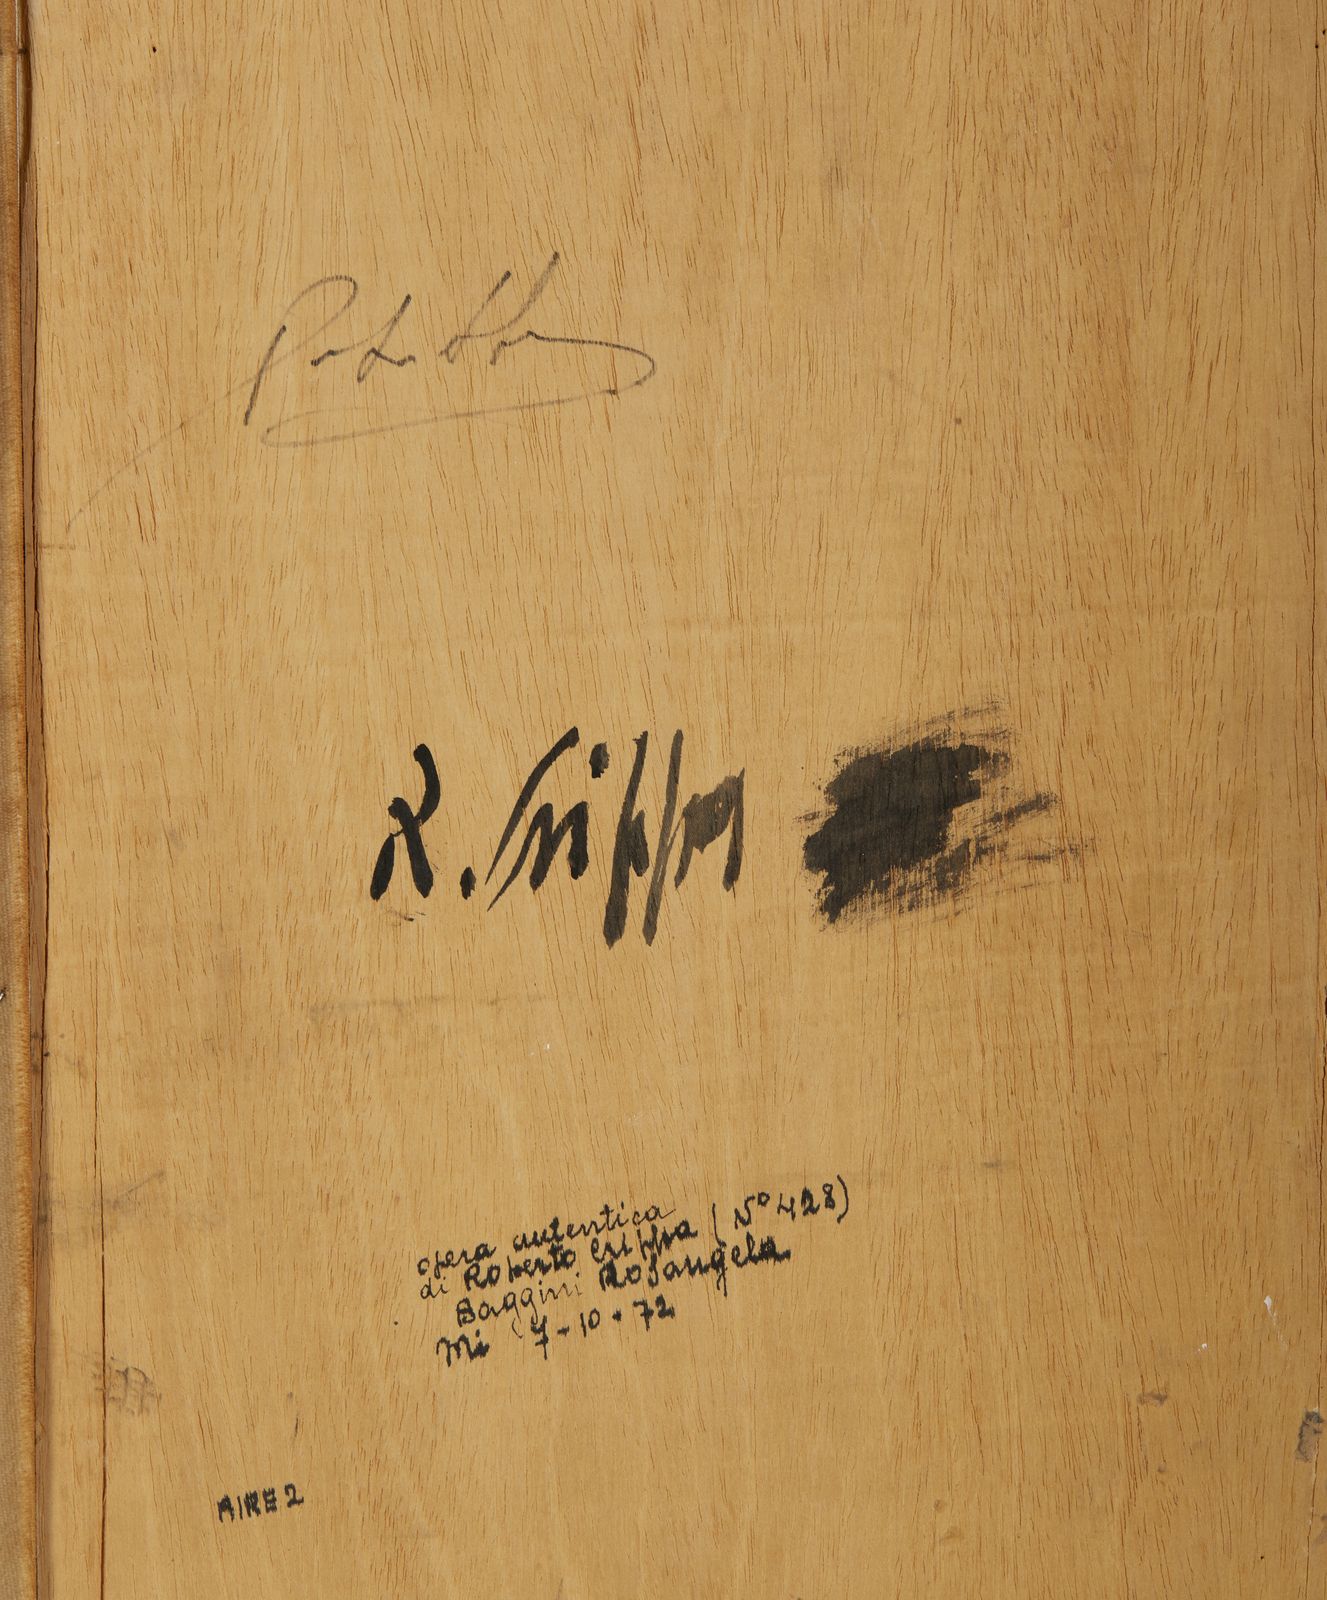 R. Crippa
opera autentica
di Roberto Crippa (N° 428)
Baggini Rosangela
Mi 7-10-72
AIRE 2